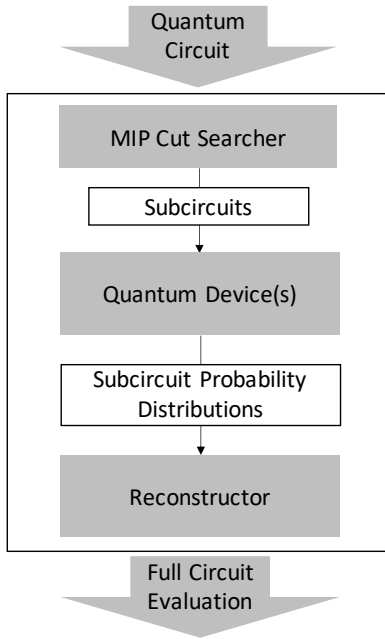 Quantum
Circuit
MIP Cut Searcher
Subcircuits
Quantum Device(s)
Subcircuit Probability
Distributions
Reconstructor
Full Circuit
Evaluation